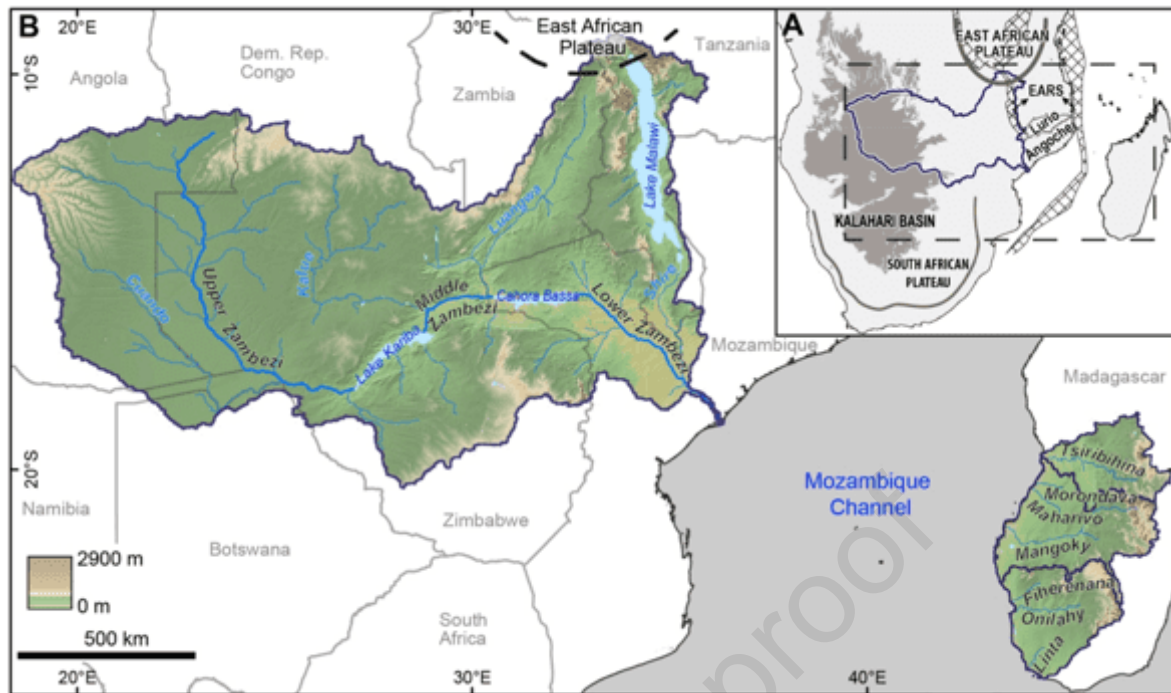 B
20°E
30°E
East African
Plateau
Tanzania
10°S
Angola
Dem. Rep.
Congo
Zambia
Lake Malawi
Luangwa
Cuando
Upper Zambezi
Kafue
Middle
Zambezi
Cahora Bassa
Shire
Lower Zambezi
Lake Kariba
Mozambique
20°S
Namibia
Botswana
Zimbabwe
South
Africa
Mozambique
Channel
2900 m
0 m
500 km
20°E
30°E
40°E
A
EAST AFRICAN
PLATEAU
EARS
Lurio
Angoche
KALAHARI BASIN
SOUTH AFRICAN
PLATEAU
Madagascar
Tsiribihina
Morondava
Maharivo
Mangoky
Fiherenana
Onilahy
Linta
proof